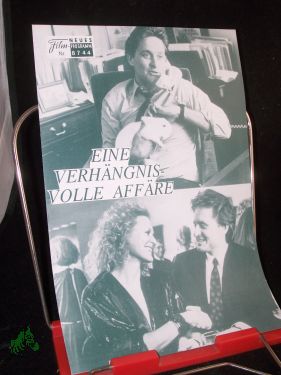 NEUES
Film-
PROGRAMM
Nr. 8744
EINE
VERHÄNGNIS-
VOLLE AFFÄRE